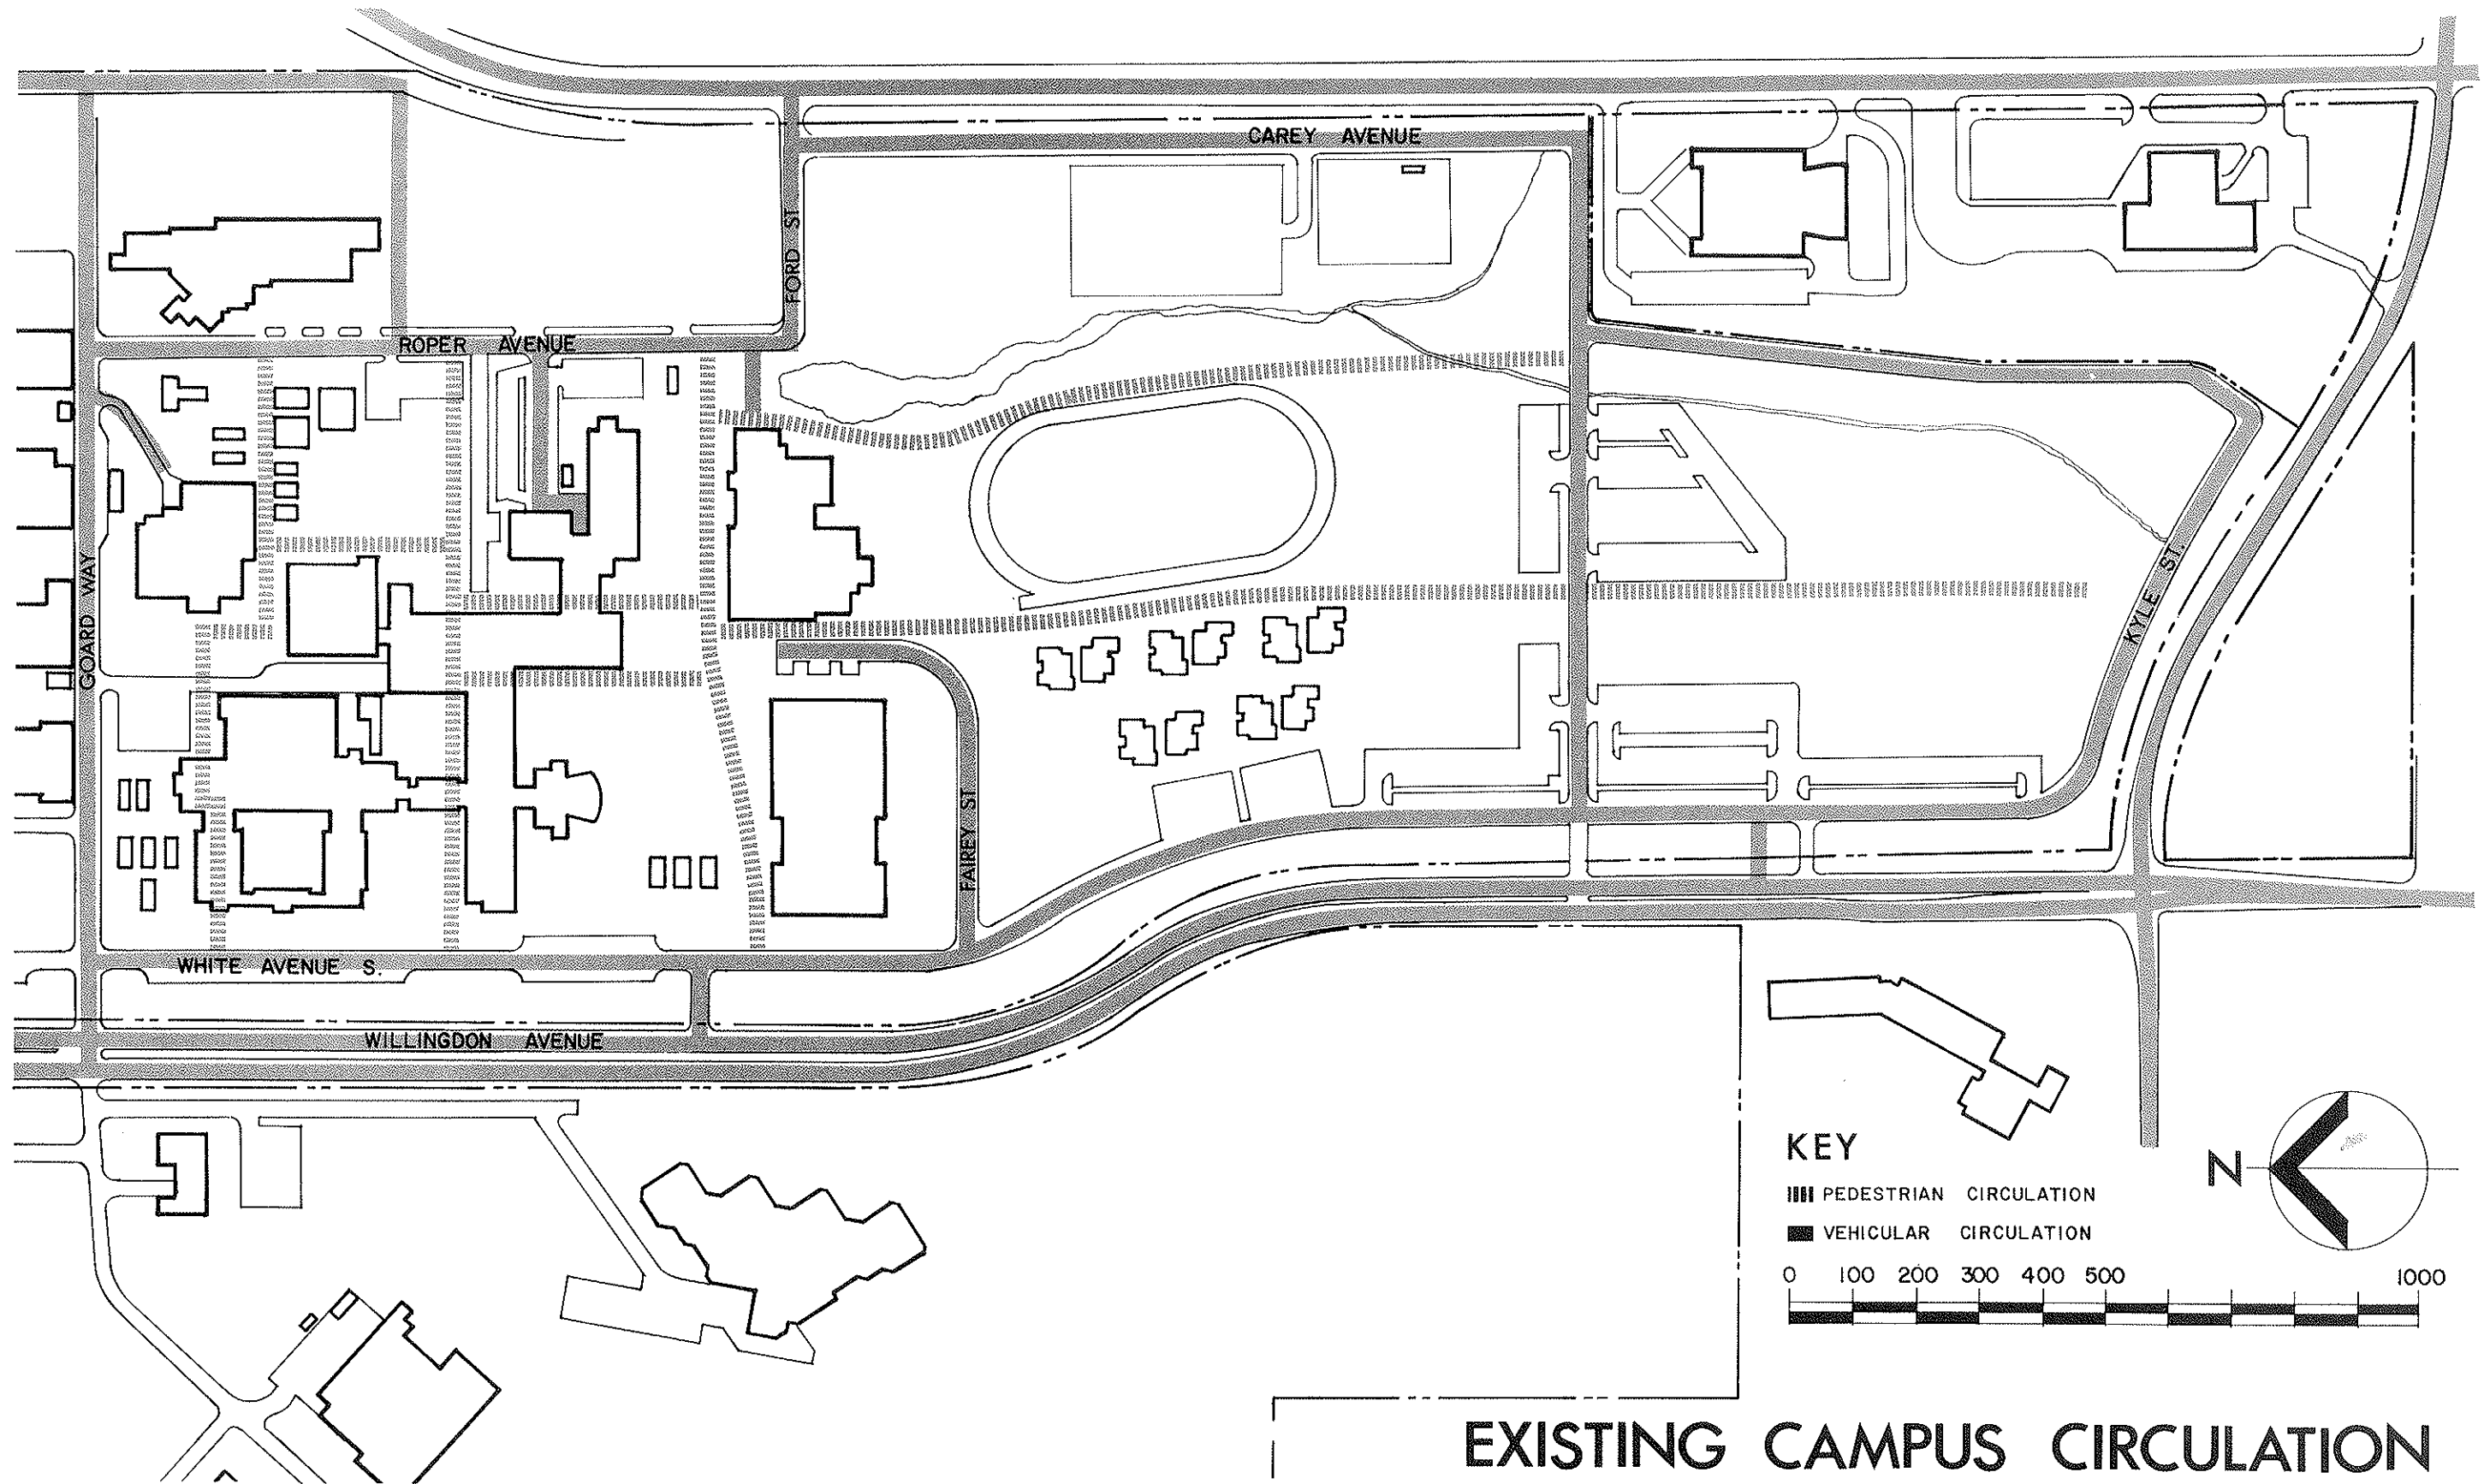 CAREY AVENUE
FORD ST.
ROPER AVENUE
GOARD WAY
KYLE ST.
FAIREY ST.
WHITE AVENUE S.
WILLINGDON AVENUE
KEY
PEDESTRIAN CIRCULATION
VEHICULAR CIRCULATION
N
0 100 200 300 400 500 1000
EXISTING CAMPUS CIRCULATION